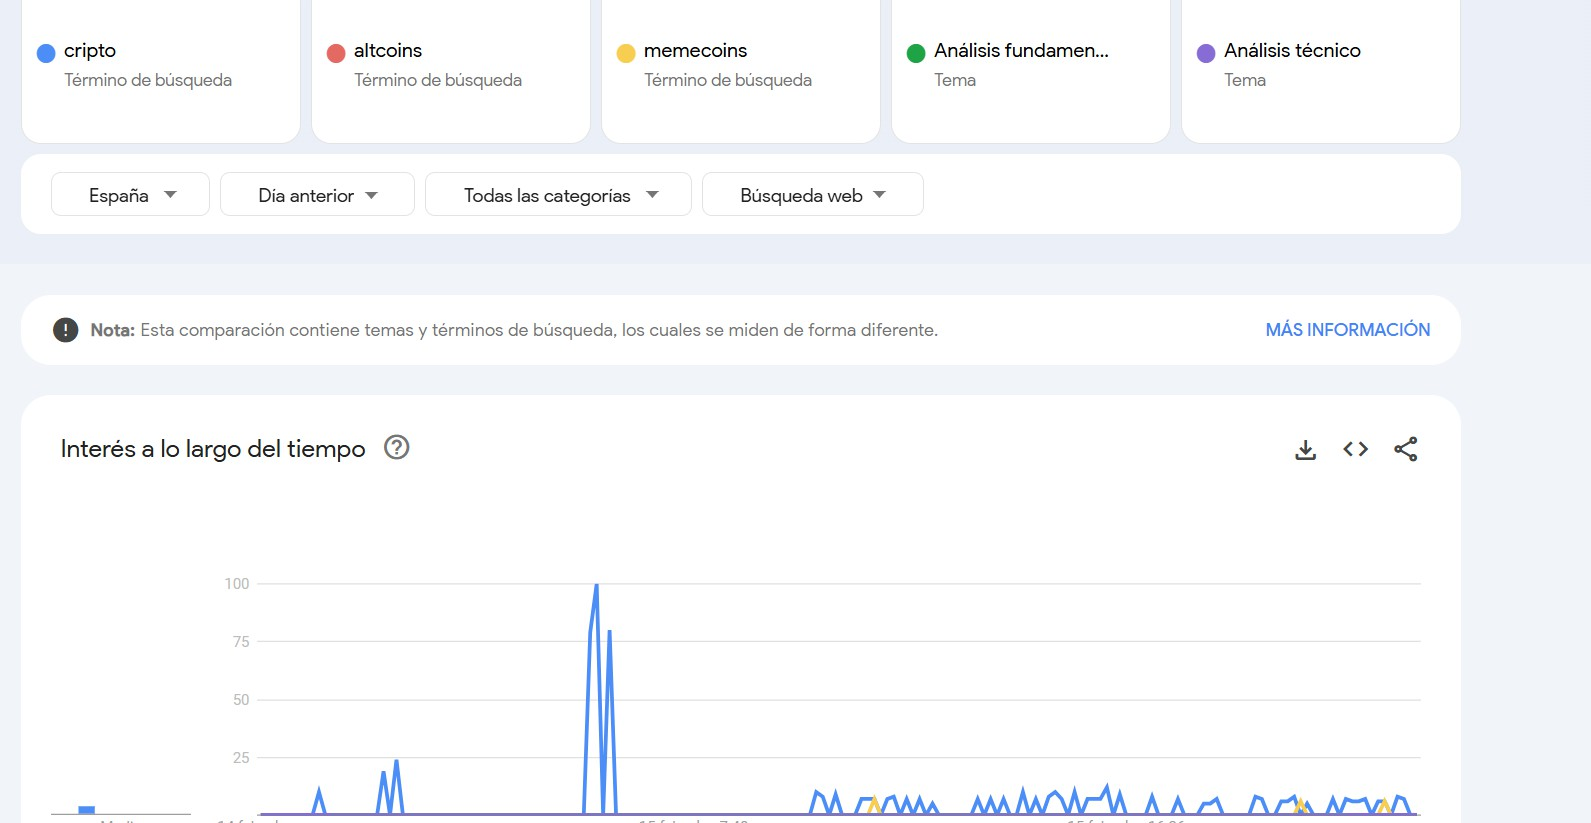 cripto
Término de búsqueda
altcoins
Término de búsqueda
memecoins
Término de búsqueda
Análisis fundamen...
Tema
Análisis técnico
Tema
España
Día anterior
Todas las categorías
Búsqueda web
! Nota: Esta comparación contiene temas y términos de búsqueda, los cuales se miden de forma diferente.
MÁS INFORMACIÓN
Interés a lo largo del tiempo ?
100
75
50
25